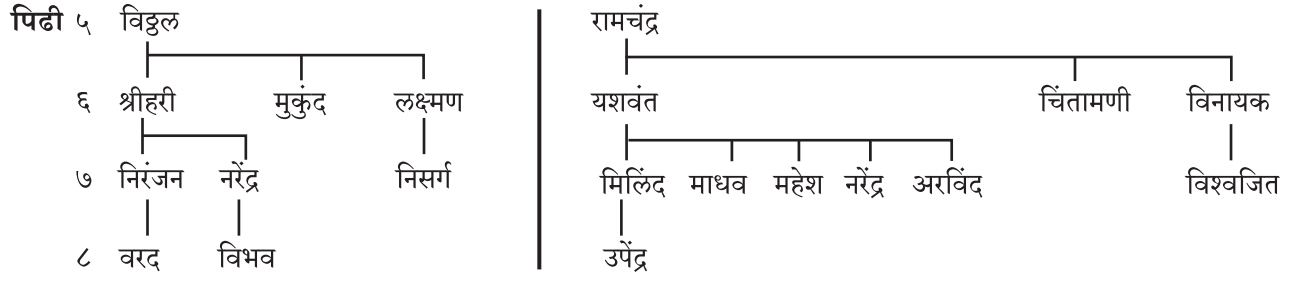 पिढी ५ विठ्ठल रामचंद्र
६ श्रीहरी मुकुंद लक्ष्मण यशवंत चिंतामणी विनायक
७ निरंजन नरेंद्र निसर्ग मिलिंद माधव महेश नरेंद्र अरविंद विश्वजित
८ वरद विभव उपेंद्र